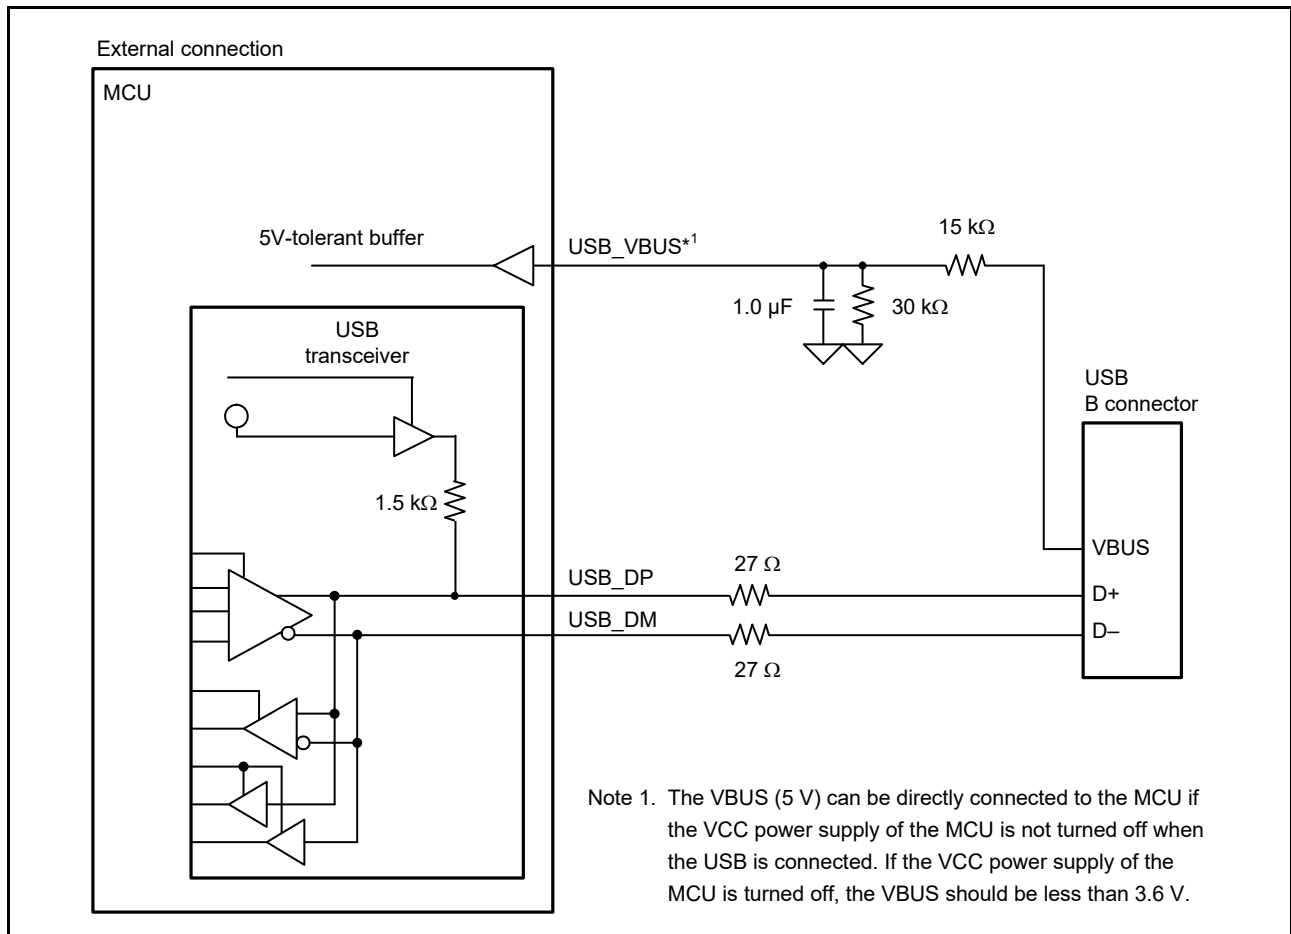 External connection
MCU
5V-tolerant buffer
USB_VBUS*1
15 kΩ
1.0 µF
30 kΩ
USB
transceiver
1.5 kΩ
USB
B connector
VBUS
D+
D–
USB_DP
27 Ω
USB_DM
27 Ω
Note 1. The VBUS (5 V) can be directly connected to the MCU if
the VCC power supply of the MCU is not turned off when
the USB is connected. If the VCC power supply of the
MCU is turned off, the VBUS should be less than 3.6 V.